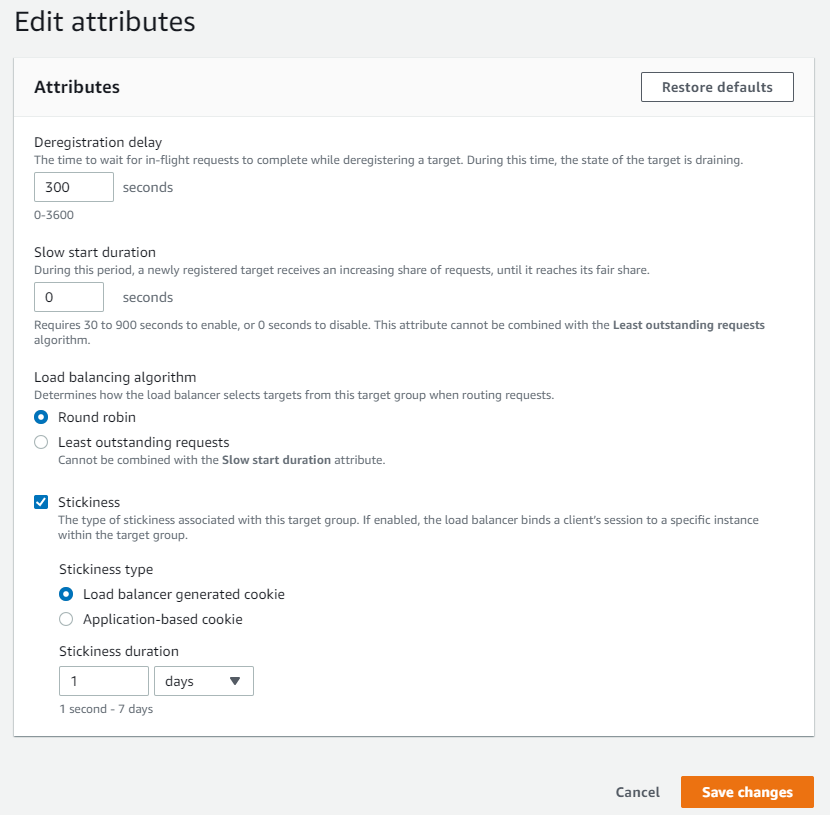 Edit attributes
Attributes
Restore defaults
Deregistration delay
The time to wait for in-flight requests to complete while deregistering a target. During this time, the state of the target is draining.
300 seconds
0-3600
Slow start duration
During this period, a newly registered target receives an increasing share of requests, until it reaches its fair share.
0 seconds
Requires 30 to 900 seconds to enable, or 0 seconds to disable. This attribute cannot be combined with the Least outstanding requests
algorithm.
Load balancing algorithm
Determines how the load balancer selects targets from this target group when routing requests.
Round robin
Least outstanding requests
Cannot be combined with the Slow start duration attribute.
Stickiness
The type of stickiness associated with this target group. If enabled, the load balancer binds a client's session to a specific instance
within the target group.
Stickiness type
Load balancer generated cookie
Application-based cookie
Stickiness duration
1 days
1 second - 7 days
Cancel
Save changes